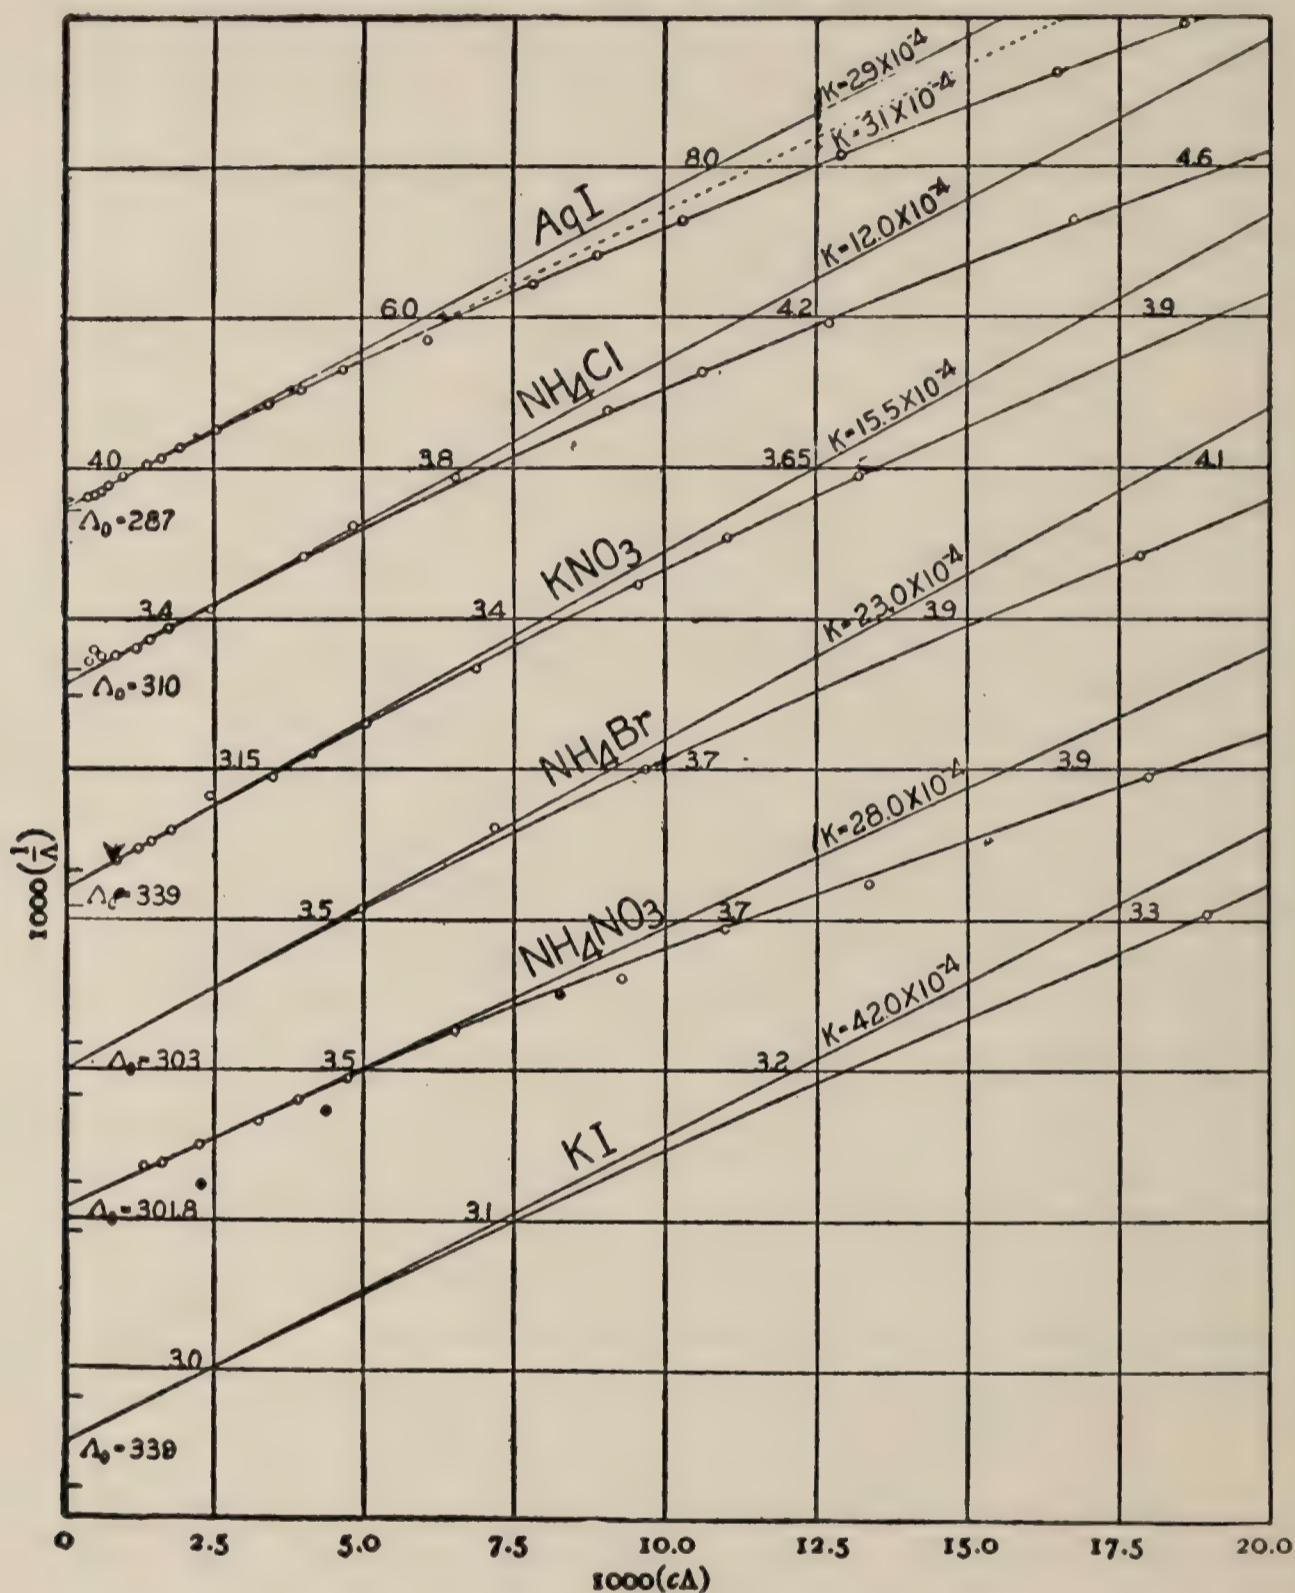 K=29X10⁻⁴
K=3.1X10⁻⁴
8.0
4.6
AgI
K=12.0X10⁻⁴
6.0
4.2
3.9
NH₄Cl
K=15.5X10⁻⁴
4.0
3.8
3.65
4.1
Λ₀=287
KNO₃
K=23.0X10⁻⁴
3.4
3.4
3.9
Λ₀=310
NH₄Br
3.15
3.7
3.9
K=28.0X10⁻⁴
1000(1/Λ)
Λ₀=339
3.5
NH₄NO₃
3.7
3.3
K=42.0X10⁻⁴
Λ₀=303
3.5
3.2
KI
Λ₀=301.8
3.1
3.0
Λ₀=339
0 2.5 5.0 7.5 10.0 12.5 15.0 17.5 20.0
1000(cΛ)